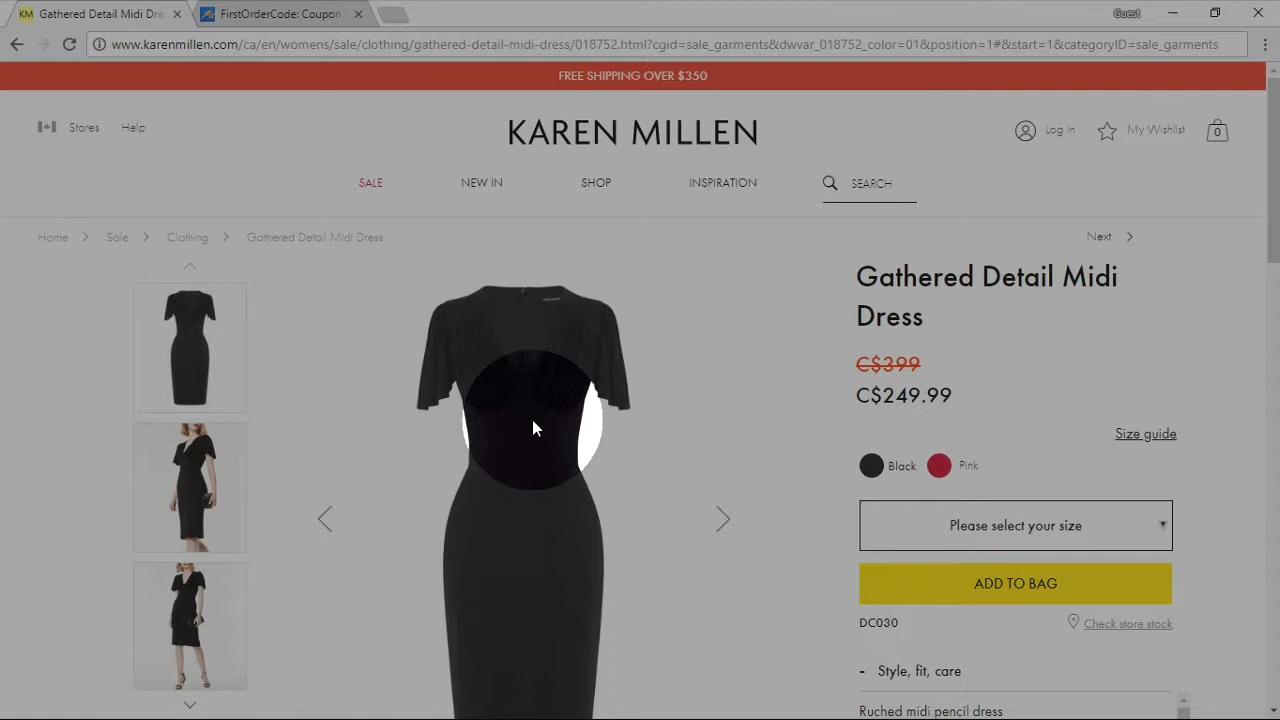 KM Gathered Detail Midi Dre
FirstOrderCode: Coupon
Guest
www.karenmillen.com/ca/en/womens/sale/clothing/gathered-detail-midi-dress/018752.html?cgid=sale_garments&dwvar_018752_color=01&position=1#&start=1&categoryID=sale_garments
FREE SHIPPING OVER $350
Stores
Help
KAREN MILLEN
Log In
My Wishlist
0
SALE
NEW IN
SHOP
INSPIRATION
SEARCH
Home
Sale
Clothing
Gathered Detail Midi Dress
Next
Gathered Detail Midi
Dress
C$399
C$249.99
Size guide
Black
Pink
Please select your size
ADD TO BAG
DC030
Check store stock
- Style, fit, care
Ruched midi pencil dress